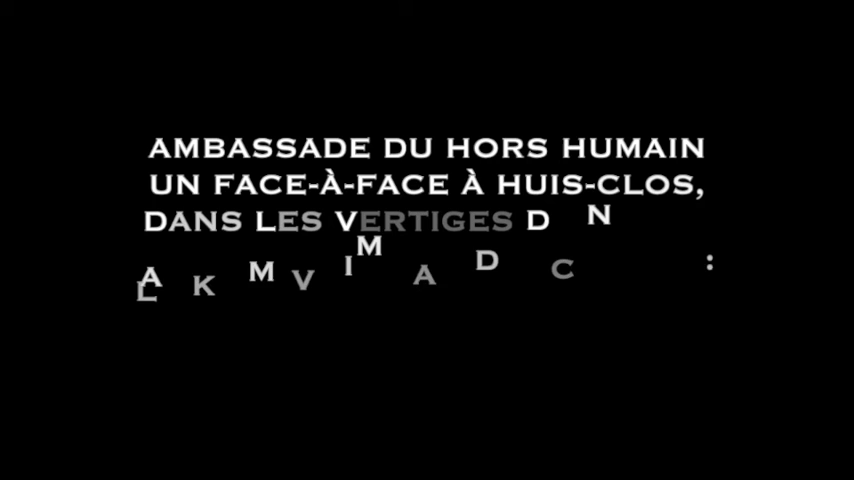 AMBASSADE DU HORS HUMAIN
UN FACE-À-FACE À HUIS-CLOS,
DANS LES VERTIGES D N
M
A K M V I A D C :
L